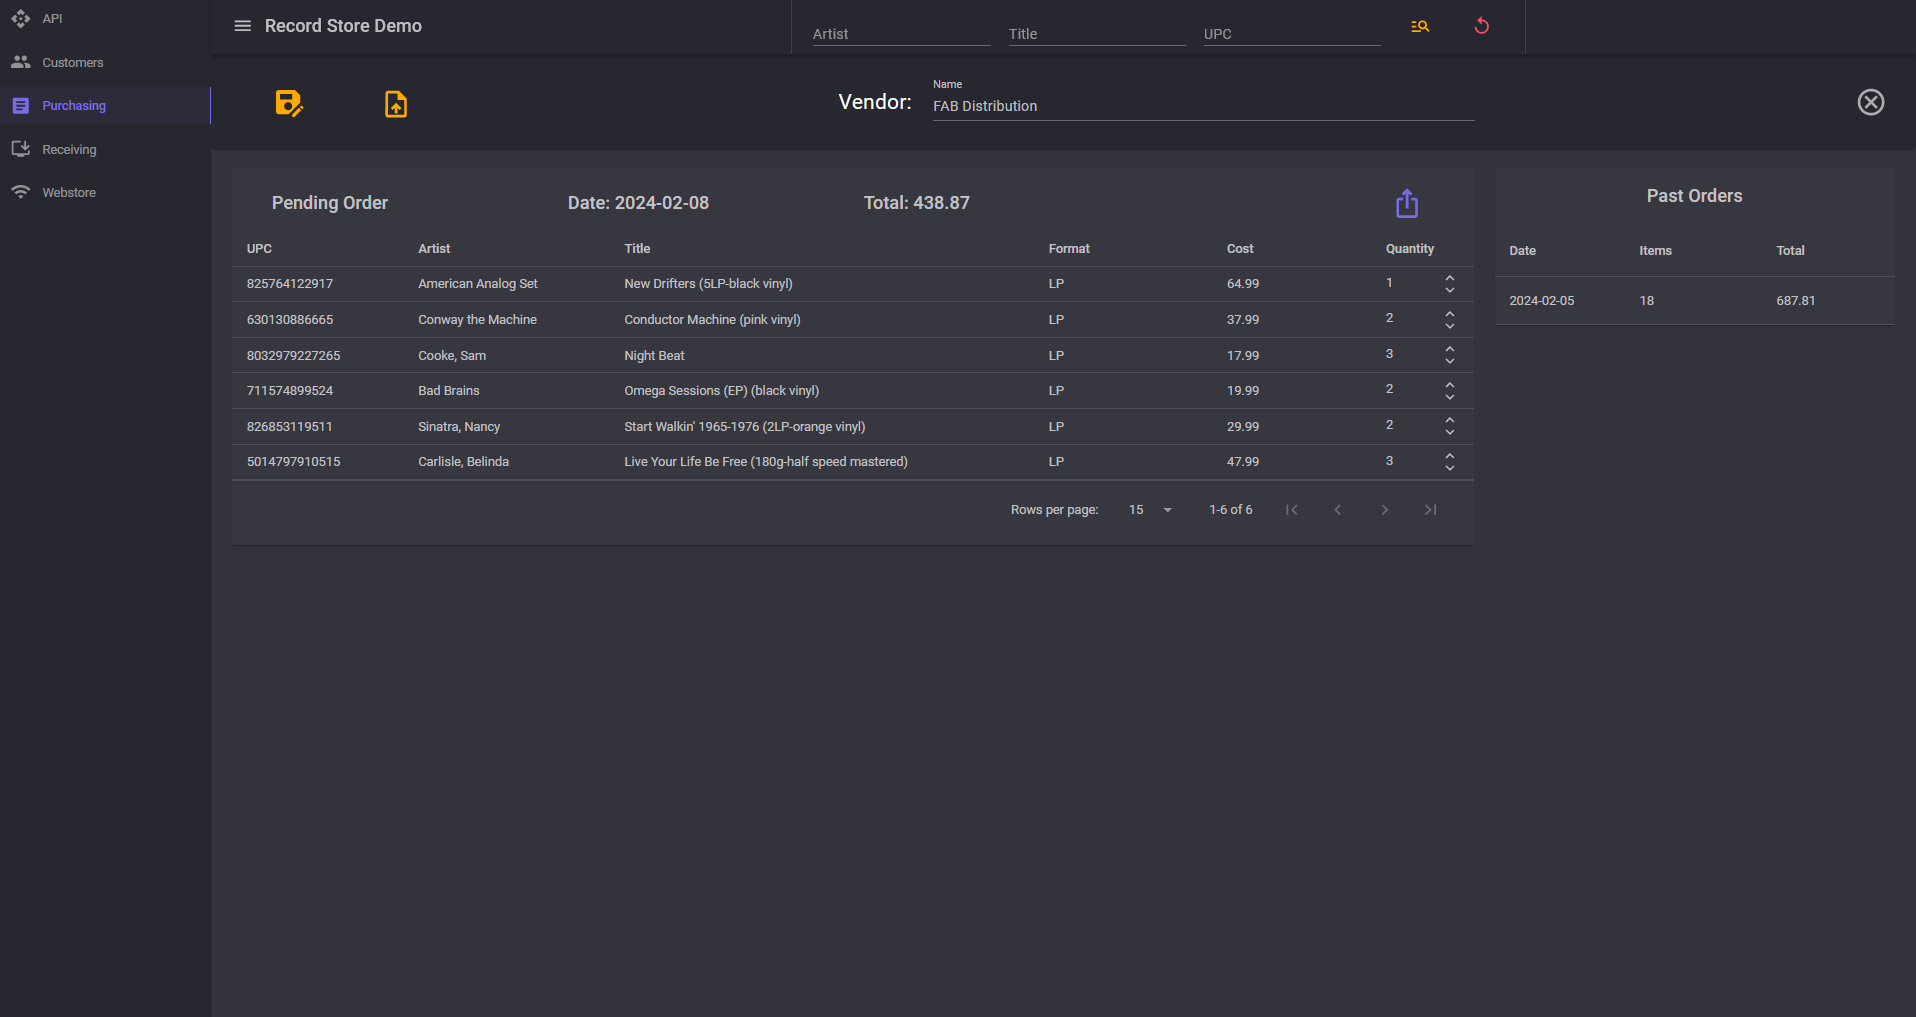 API
Customers
Purchasing
Receiving
Webstore
Record Store Demo
Artist Title UPC
Vendor:
Name
FAB Distribution
Pending Order Date: 2024-02-08 Total: 438.87
UPC Artist Title Format Cost Quantity
825764122917 American Analog Set New Drifters (5LP-black vinyl) LP 64.99 1
630130886665 Conway the Machine Conductor Machine (pink vinyl) LP 37.99 2
8032979227265 Cooke, Sam Night Beat LP 17.99 3
711574899524 Bad Brains Omega Sessions (EP) (black vinyl) LP 19.99 2
826853119511 Sinatra, Nancy Start Walkin' 1965-1976 (2LP-orange vinyl) LP 29.99 2
5014797910515 Carlisle, Belinda Live Your Life Be Free (180g-half speed mastered) LP 47.99 3
Rows per page: 15 1-6 of 6
Past Orders
Date Items Total
2024-02-05 18 687.81